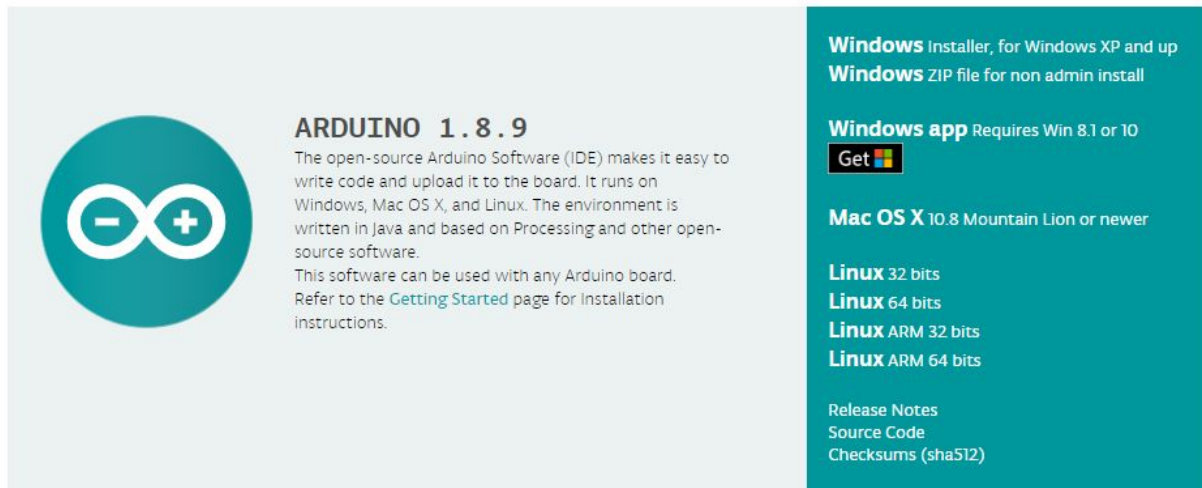 ARDUINO 1.8.9
The open-source Arduino Software (IDE) makes it easy to
write code and upload it to the board. It runs on
Windows, Mac OS X, and Linux. The environment is
written in Java and based on Processing and other open-
source software.
This software can be used with any Arduino board.
Refer to the Getting Started page for Installation
instructions.
Windows Installer, for Windows XP and up
Windows ZIP file for non admin install
Windows app Requires Win 8.1 or 10
Get
Mac OS X 10.8 Mountain Lion or newer
Linux 32 bits
Linux 64 bits
Linux ARM 32 bits
Linux ARM 64 bits
Release Notes
Source Code
Checksums (sha512)